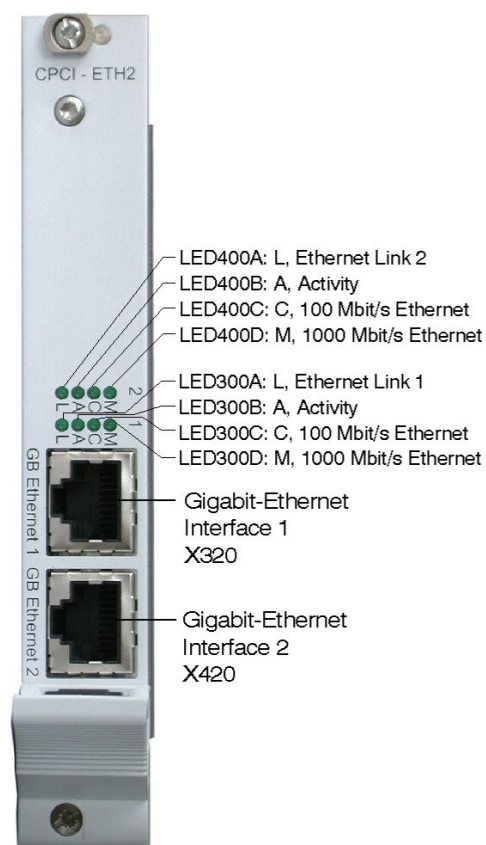 CPCI - ETH2
LED400A: L, Ethernet Link 2
LED400B: A, Activity
LED400C: C, 100 Mbit/s Ethernet
LED400D: M, 1000 Mbit/s Ethernet
LED300A: L, Ethernet Link 1
LED300B: A, Activity
LED300C: C, 100 Mbit/s Ethernet
LED300D: M, 1000 Mbit/s Ethernet
L A C M 2
L A C M 1
GB Ethernet 1
Gigabit-Ethernet
Interface 1
X320
GB Ethernet 2
Gigabit-Ethernet
Interface 2
X420